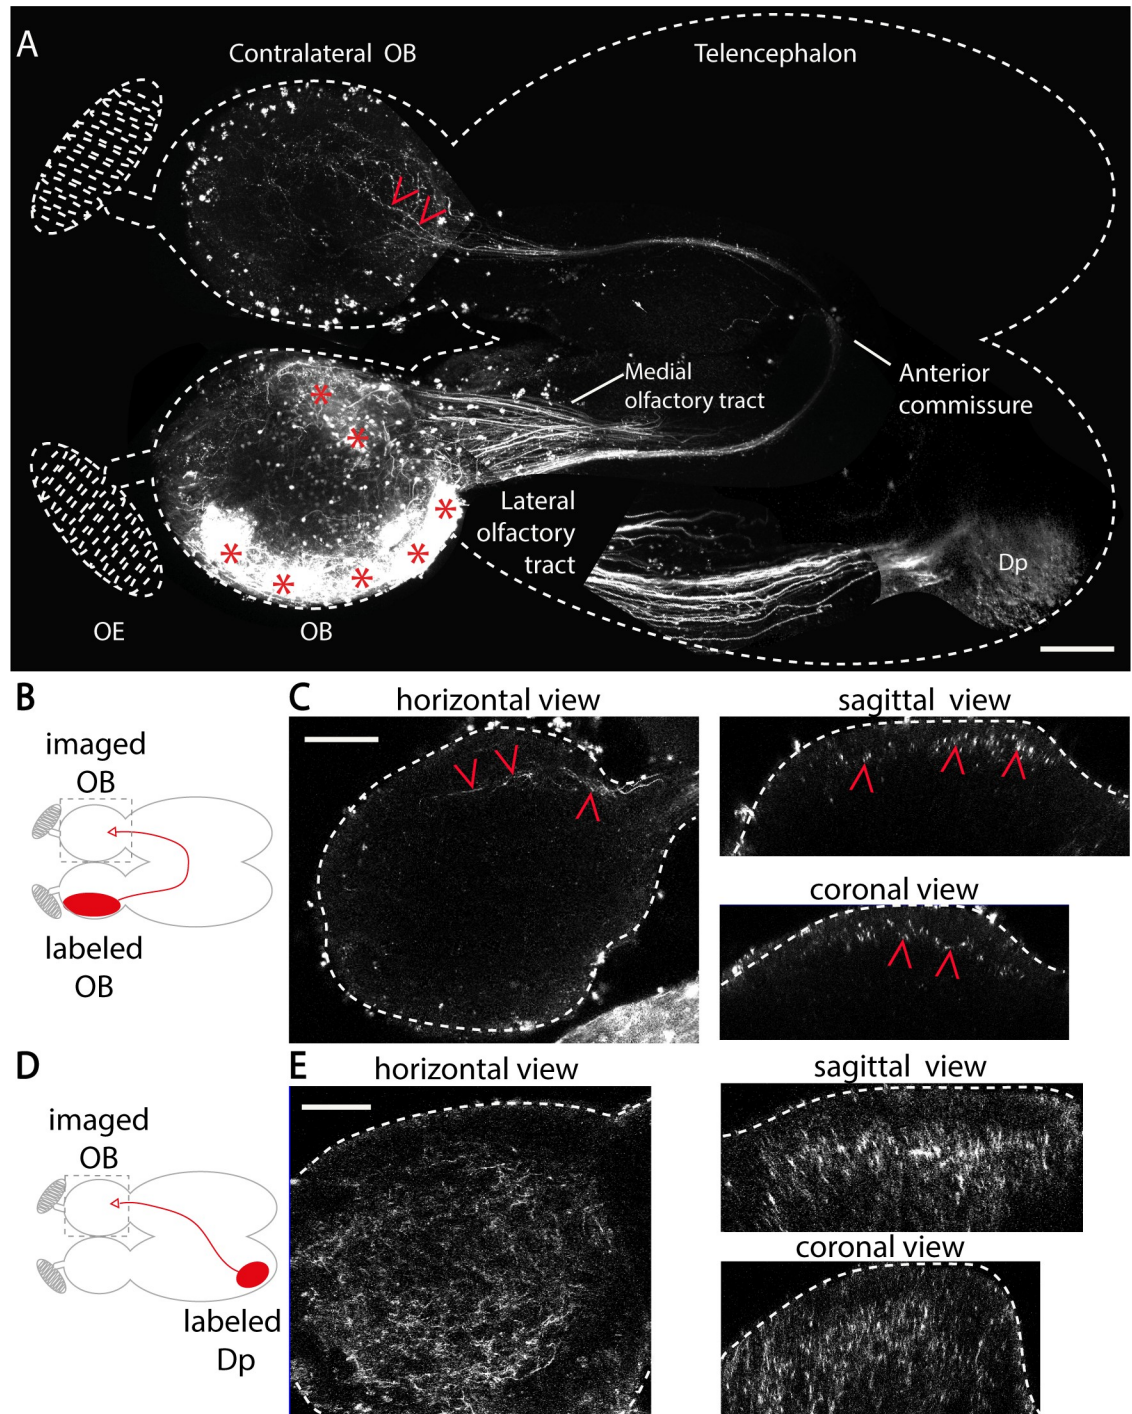 A
Contralateral OB
Telencephalon
Medial
olfactory tract
Anterior
commissure
Lateral
olfactory
tract
Dp
OE
OB
B
imaged
OB
labeled
OB
C
horizontal view
sagittal view
coronal view
D
imaged
OB
labeled
Dp
E
horizontal view
sagittal view
coronal view